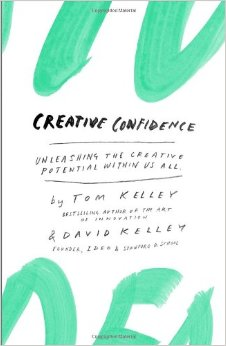 CREATIVE CONFIDENCE
UNLEASHING THE CREATIVE
POTENTIAL WITHIN US ALL.
by TOM KELLEY
BESTSELLING AUTHOR OF THE ART
OF INNOVATION
& DAVID KELLEY
FOUNDER, IDEO & STANFORD D.SCHOOL